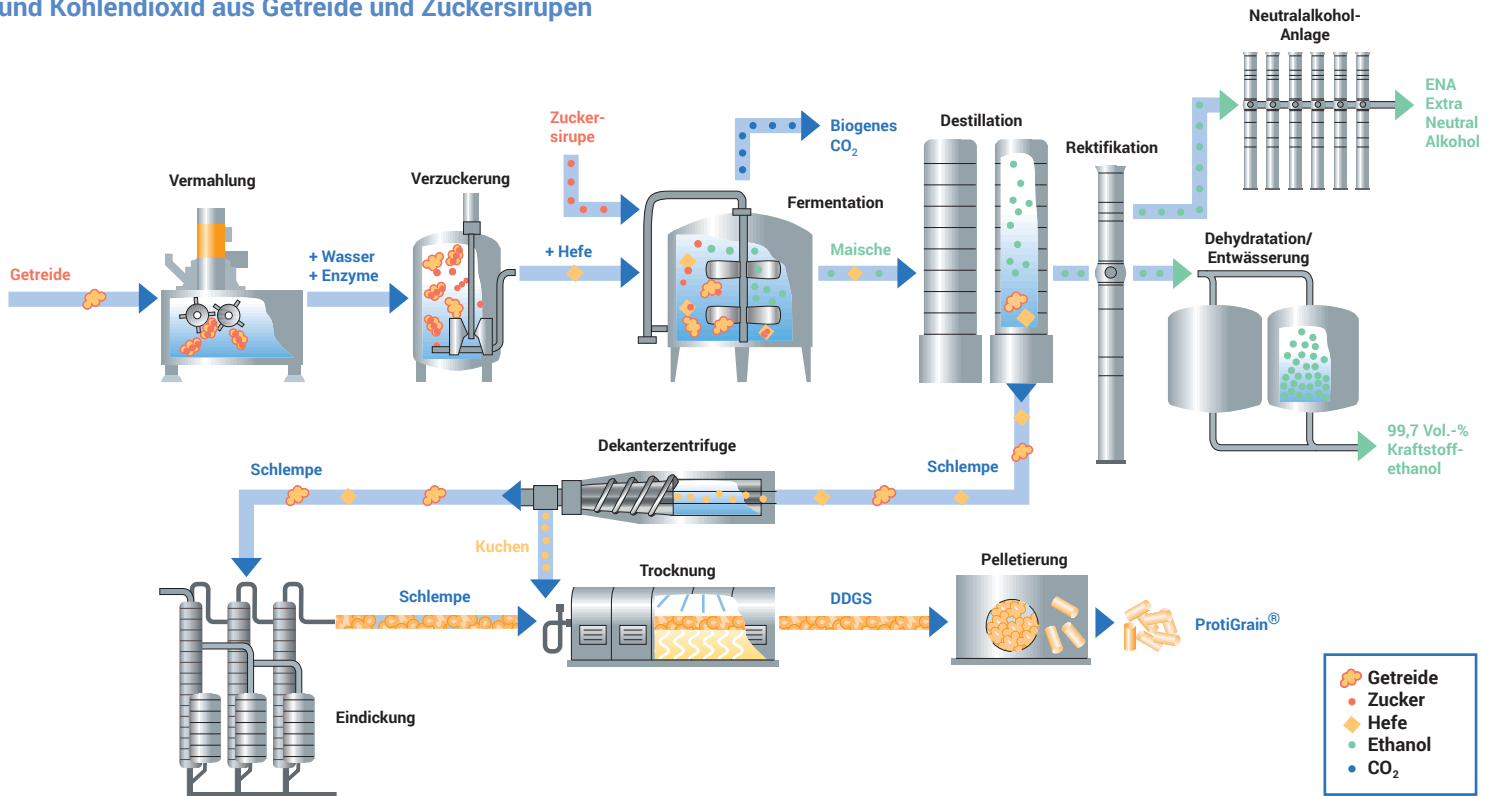 und Kohlendioxid aus Getreide und Zuckersirupen
Neutralalkohol-
Anlage
ENA
Extra
Neutral
Alkohol
Zucker-
sirupe
Biogenes
CO₂
Destillation
Rektifikation
Vermahlung
Verzuckerung
Fermentation
Getreide
+ Wasser
+ Enzyme
+ Hefe
Maische
Dehydratation/
Entwässerung
99,7 Vol.-%
Kraftstoff-
ethanol
Dekanterzentrifuge
Schlempe
Schlempe
Kuchen
Trocknung
Pelletierung
Schlempe
DDGS
ProtiGrain®
Eindickung
Getreide
Zucker
Hefe
Ethanol
CO₂